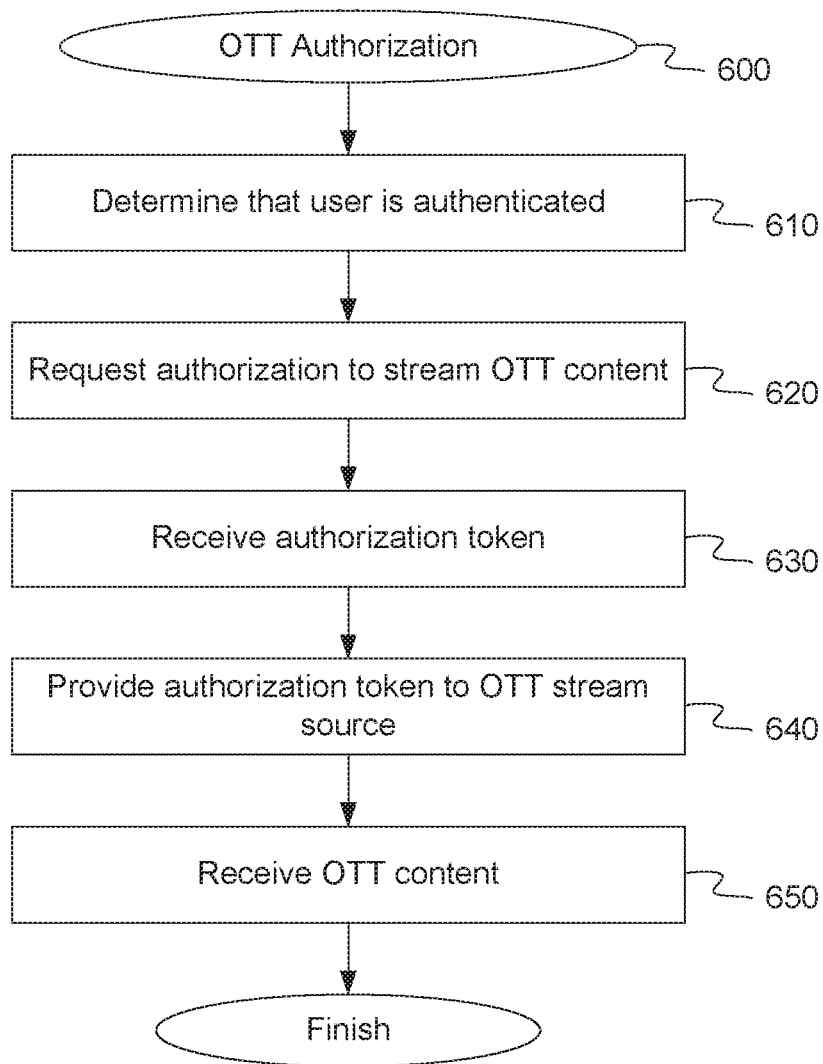 OTT Authorization
600
Determine that user is authenticated
610
Request authorization to stream OTT content
620
Receive authorization token
630
Provide authorization token to OTT stream
source
640
Receive OTT content
650
Finish